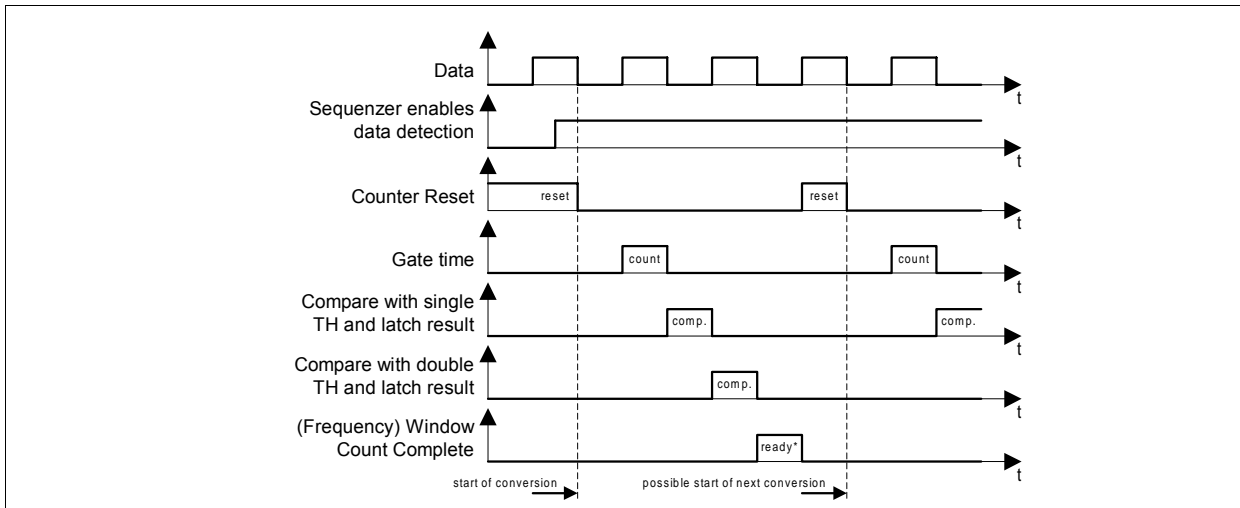 Data
t
Sequenzer enables
data detection
t
Counter Reset
reset
reset
t
Gate time
count
count
t
Compare with single
TH and latch result
comp.
comp.
t
Compare with double
TH and latch result
comp.
t
(Frequency) Window
Count Complete
ready*
t
start of conversion
possible start of next conversion